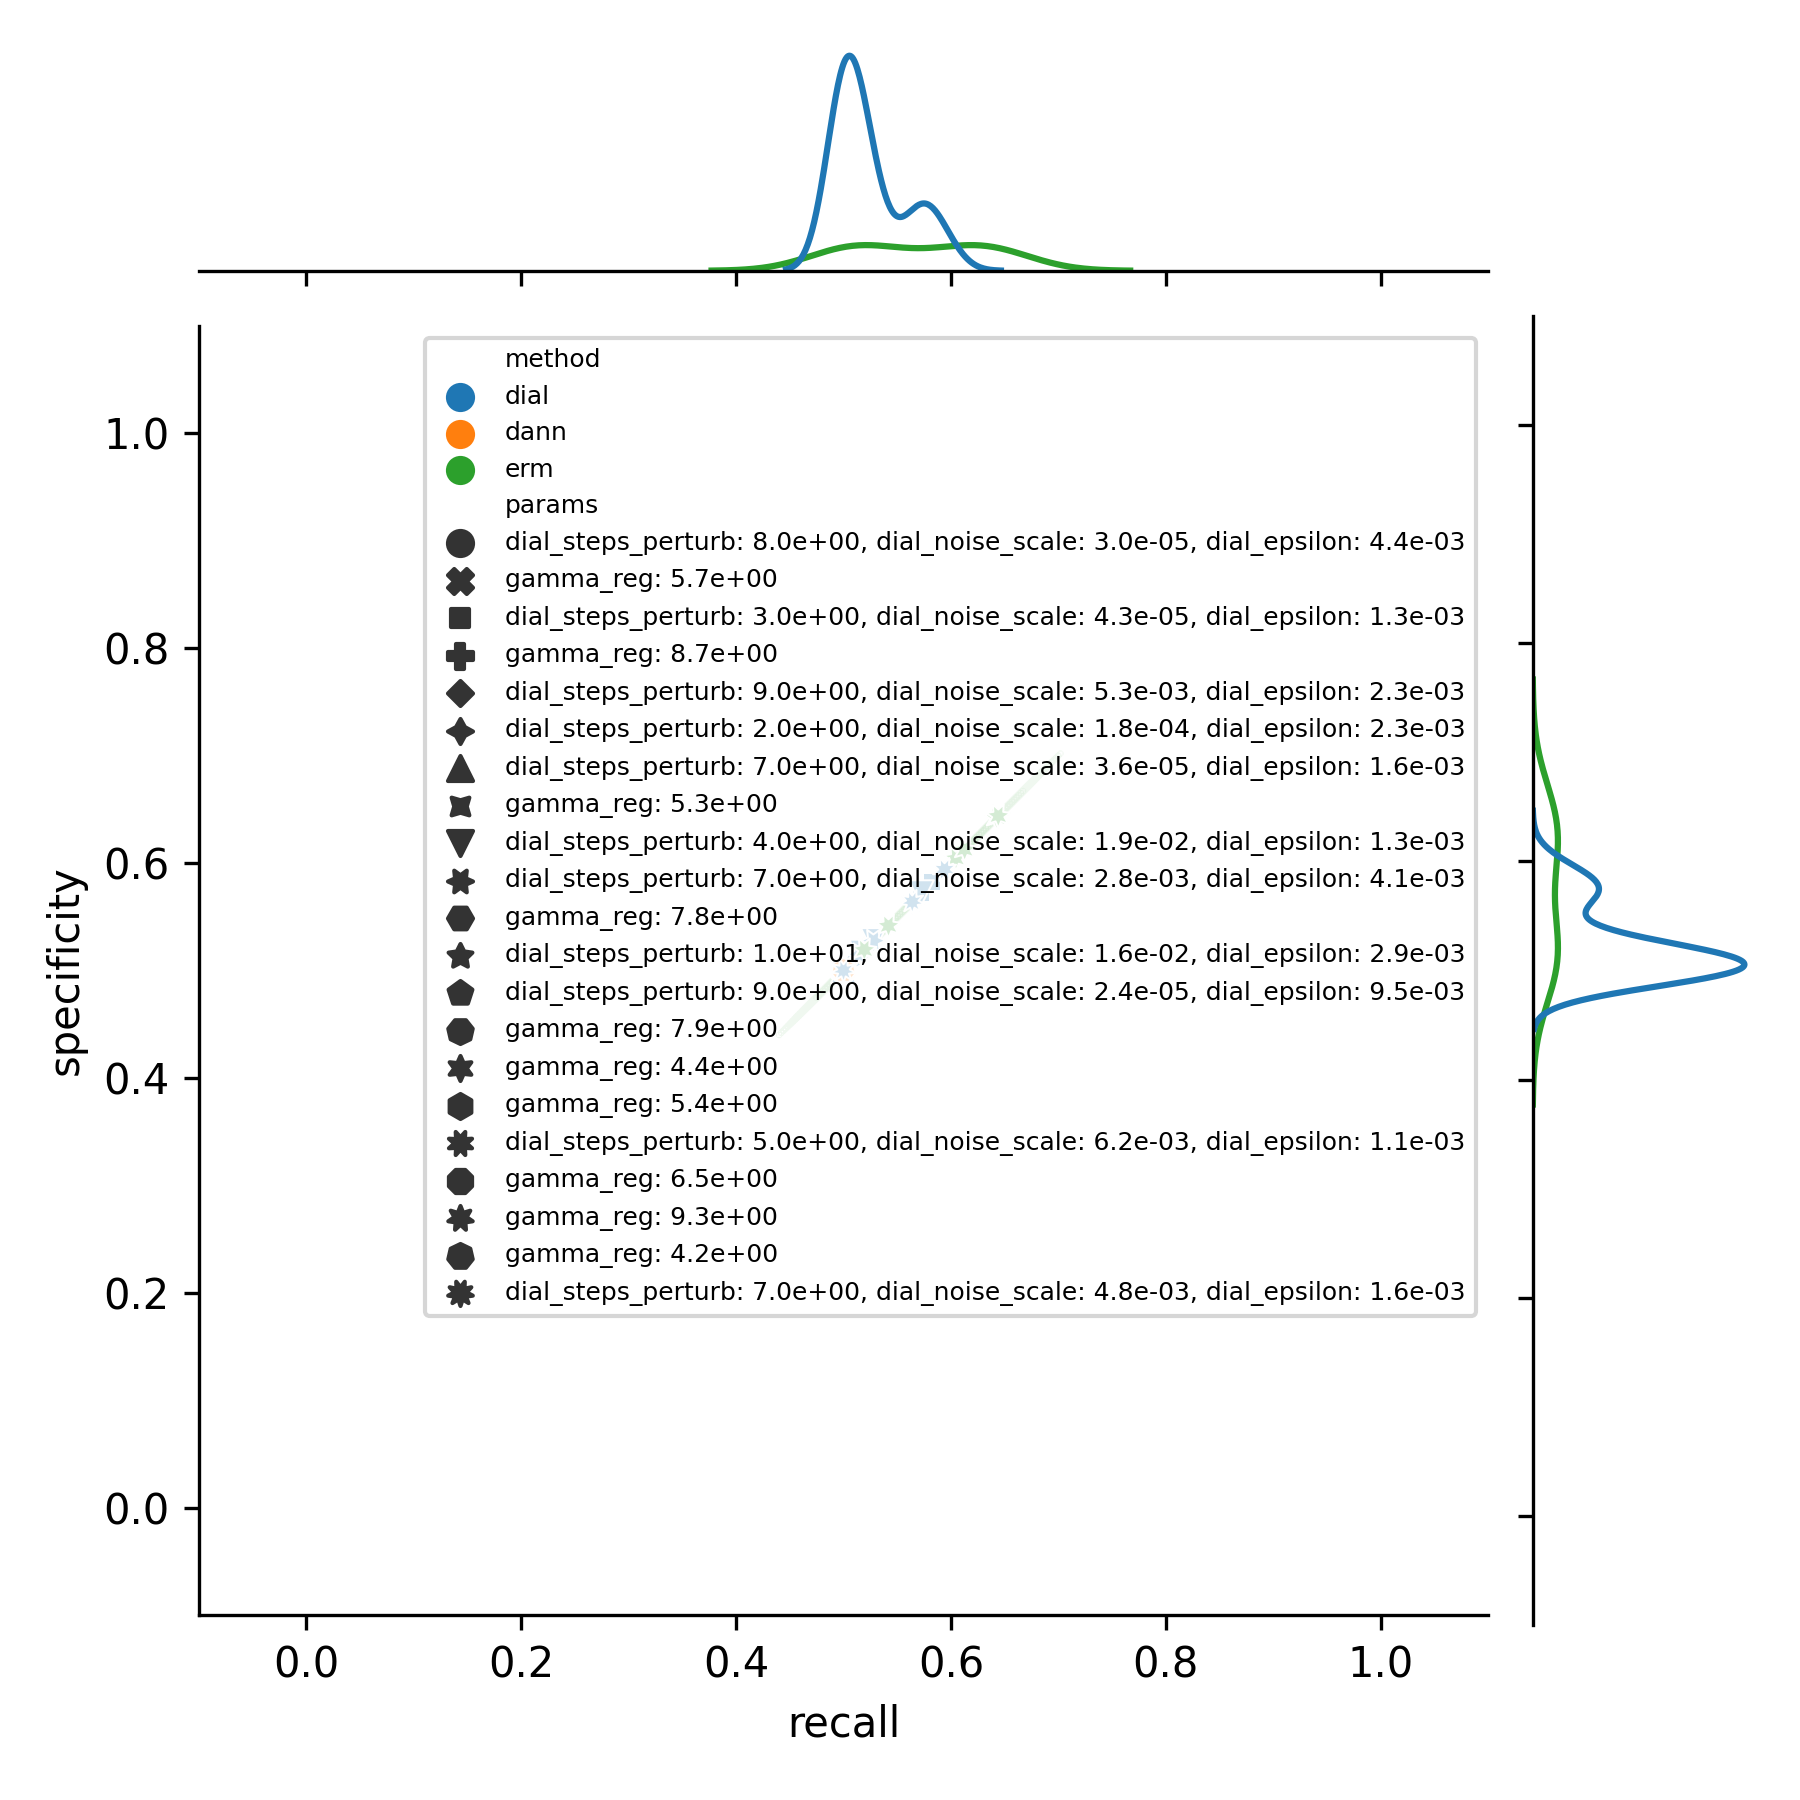 method
dial
dann
erm
params
dial_steps_perturb: 8.0e+00, dial_noise_scale: 3.0e-05, dial_epsilon: 4.4e-03
gamma_reg: 5.7e+00
dial_steps_perturb: 3.0e+00, dial_noise_scale: 4.3e-05, dial_epsilon: 1.3e-03
gamma_reg: 8.7e+00
dial_steps_perturb: 9.0e+00, dial_noise_scale: 5.3e-03, dial_epsilon: 2.3e-03
dial_steps_perturb: 2.0e+00, dial_noise_scale: 1.8e-04, dial_epsilon: 2.3e-03
dial_steps_perturb: 7.0e+00, dial_noise_scale: 3.6e-05, dial_epsilon: 1.6e-03
gamma_reg: 5.3e+00
dial_steps_perturb: 4.0e+00, dial_noise_scale: 1.9e-02, dial_epsilon: 1.3e-03
dial_steps_perturb: 7.0e+00, dial_noise_scale: 2.8e-03, dial_epsilon: 4.1e-03
gamma_reg: 7.8e+00
dial_steps_perturb: 1.0e+01, dial_noise_scale: 1.6e-02, dial_epsilon: 2.9e-03
dial_steps_perturb: 9.0e+00, dial_noise_scale: 2.4e-05, dial_epsilon: 9.5e-03
gamma_reg: 7.9e+00
gamma_reg: 4.4e+00
gamma_reg: 5.4e+00
dial_steps_perturb: 5.0e+00, dial_noise_scale: 6.2e-03, dial_epsilon: 1.1e-03
gamma_reg: 6.5e+00
gamma_reg: 9.3e+00
gamma_reg: 4.2e+00
dial_steps_perturb: 7.0e+00, dial_noise_scale: 4.8e-03, dial_epsilon: 1.6e-03
1.0
0.8
0.6
0.4
0.2
0.0
specificity
0.0 0.2 0.4 0.6 0.8 1.0
recall